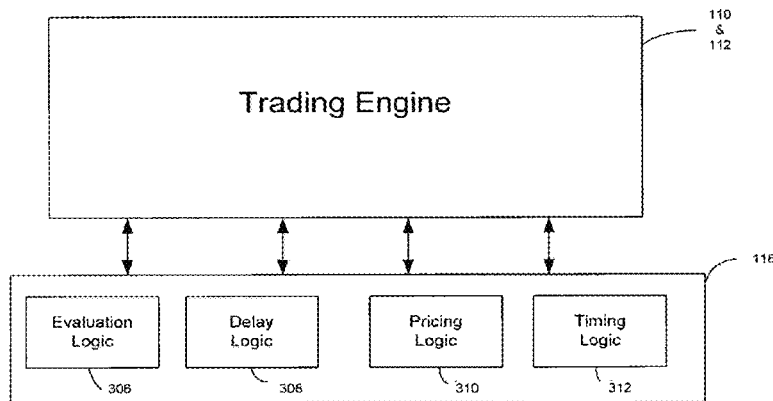 110
&
112
Trading Engine
116
Evaluation
Logic
Delay
Logic
Pricing
Logic
Timing
Logic
306
308
310
312